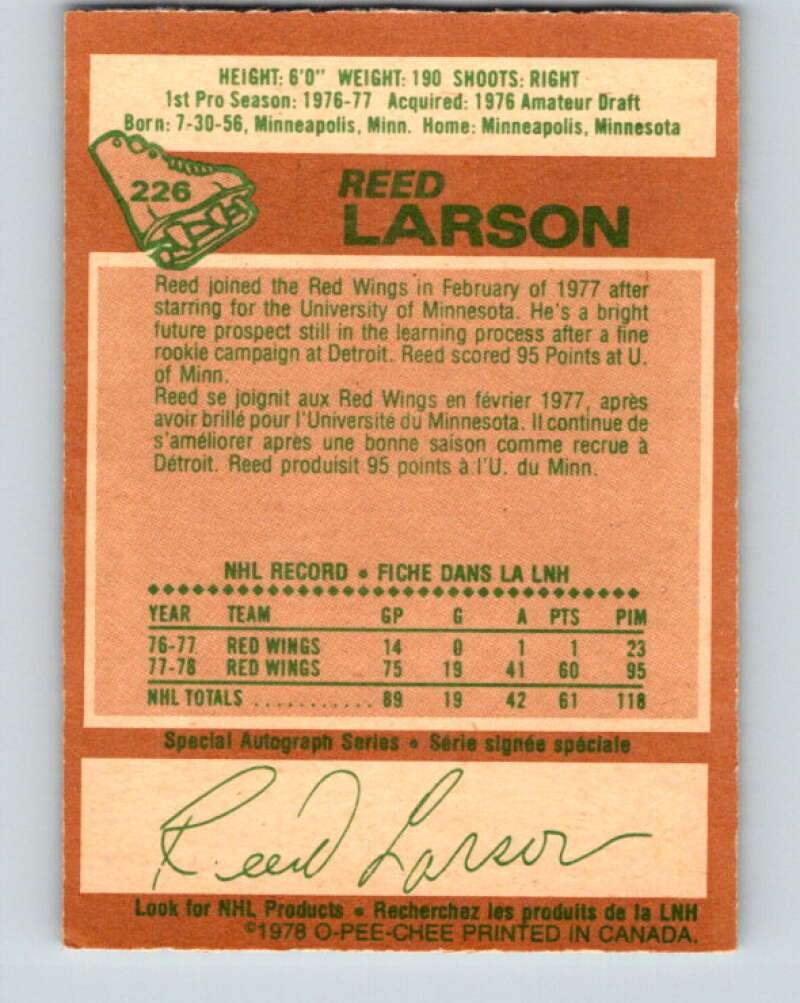 HEIGHT: 6'0" WEIGHT: 190 SHOOTS: RIGHT
1st Pro Season: 1976-77 Acquired: 1976 Amateur Draft
Born: 7-30-56, Minneapolis, Minn. Home: Minneapolis, Minnesota
226
REED
LARSON
Reed joined the Red Wings in February of 1977 after
starring for the University of Minnesota. He's a bright
future prospect still in the learning process after a fine
rookie campaign at Detroit. Reed scored 95 Points at U.
of Minn.
Reed se joignit aux Red Wings en février 1977, après
avoir brillé pour l'Université du Minnesota. Il continue de
s'améliorer après une bonne saison comme recrue à
Détroit. Reed produisit 95 points à l'U. du Minn.
NHL RECORD • FICHE DANS LA LNH
YEAR TEAM GP G A PTS PIM
76-77 RED WINGS 14 0 1 1 23
77-78 RED WINGS 75 19 41 60 95
NHL TOTALS ............ 89 19 42 61 118
Special Autograph Series • Série signée spéciale
Reed Larson
Look for NHL Products • Recherchez les produits de la LNH
©1978 O-PEE-CHEE PRINTED IN CANADA.